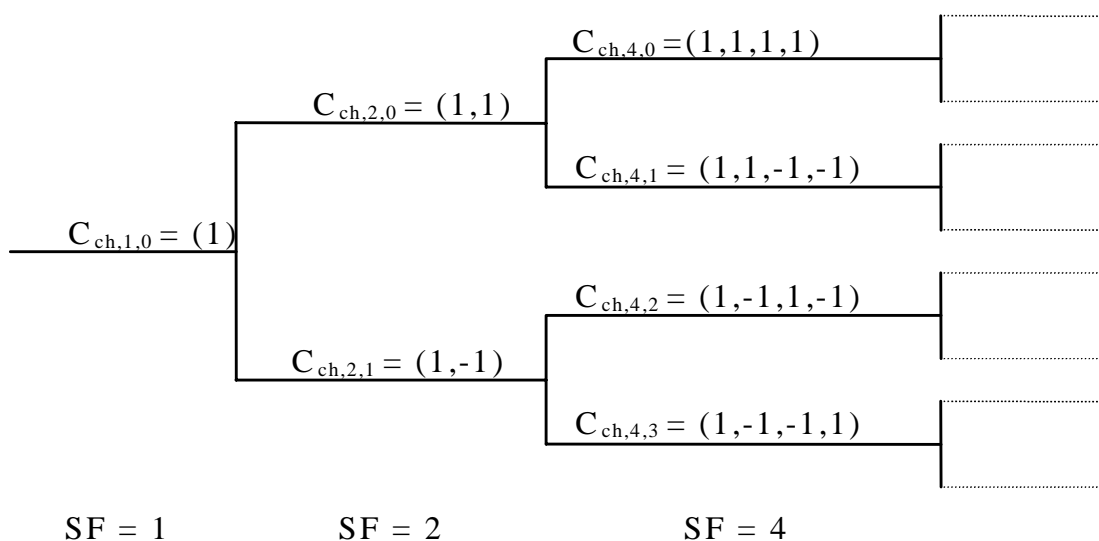 C ch,4,0 = (1,1,1,1)
C ch,2,0 = (1,1)
C ch,4,1 = (1,1,-1,-1)
C ch,1,0 = (1)
C ch,4,2 = (1,-1,1,-1)
C ch,2,1 = (1,-1)
C ch,4,3 = (1,-1,-1,1)
SF = 1 SF = 2 SF = 4